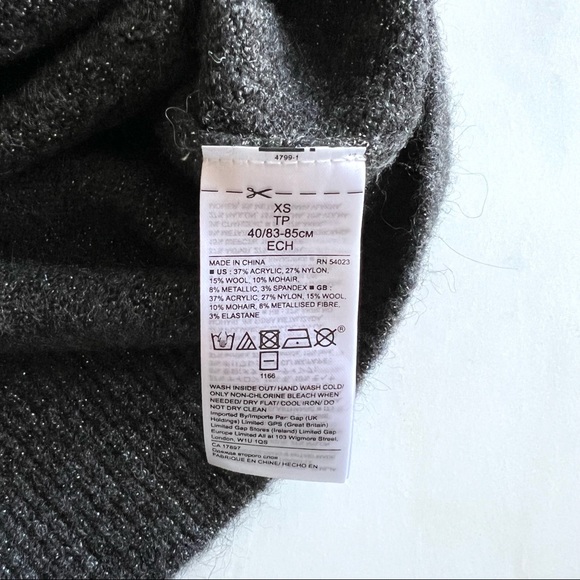 4799-1
XS
TP
40/83-85СМ
ECH
MADE IN CHINA RN 54023
■ US : 37% ACRYLIC, 27% NYLON,
15% WOOL, 10% MOHAIR,
8% METALLIC, 3% SPANDEX ■ GB :
37% ACRYLIC, 27% NYLON, 15% WOOL,
10% MOHAIR, 8% METALLISED FIBRE,
3% ELASTANE
®
1166
WASH INSIDE OUT/ HAND WASH COLD/
ONLY NON-CHLORINE BLEACH WHEN
NEEDED/ DRY FLAT/ COOL IRON/ DO
NOT DRY CLEAN
Imported By/Importe Par Gap (UK
Holdings) Limited GPS (Great Britain)
Limited Gap Stores (Ireland) Limited Gap
Europe Limited All at 103 Wigmore Street,
London, W1U 1QS
CA 17897
FABRIQUÉ EN CHINE/ HECHO EN